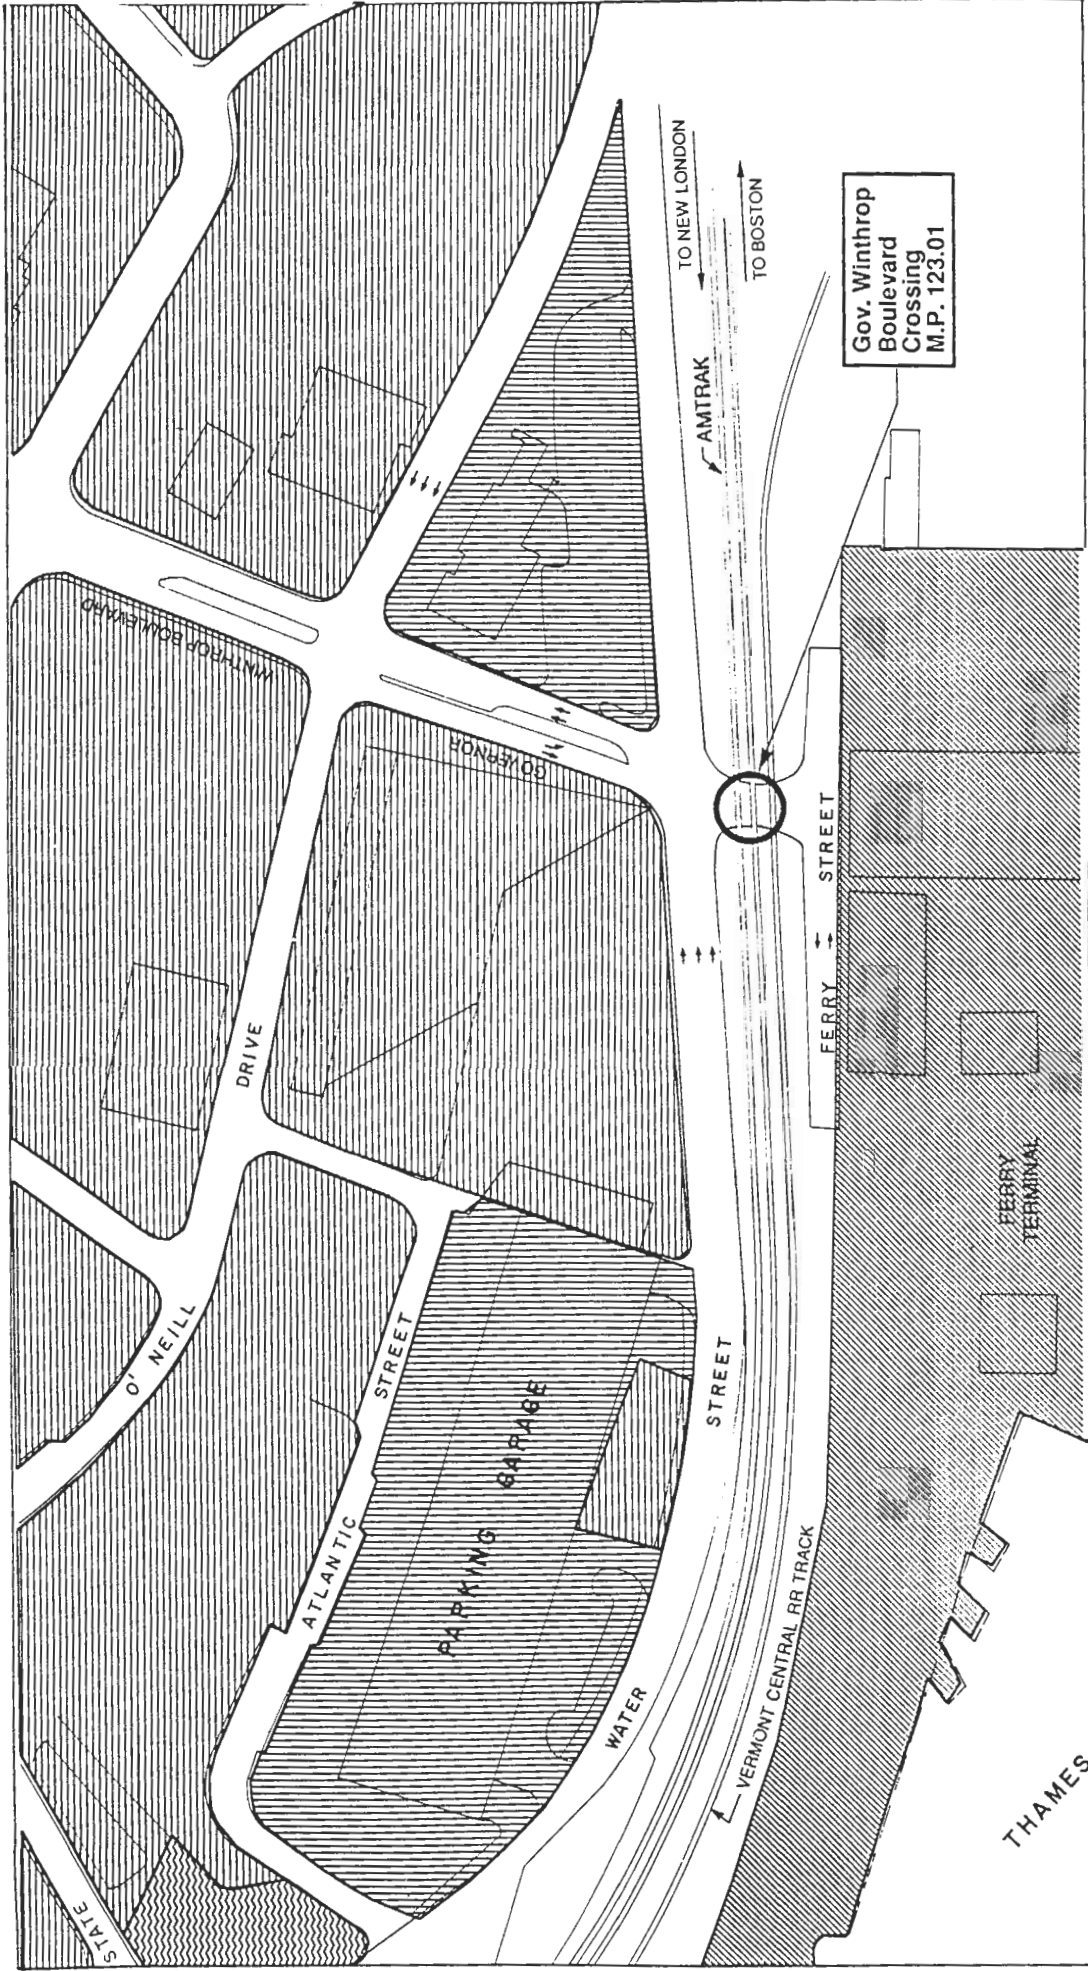 TO NEW LONDON
TO BOSTON
Gov. Winthrop
Boulevard
Crossing
M.P. 123.01
AMTRAK
WINTHROP BOULEVARD
GOVERNOR
STREET
FERRY
DRIVE
O' NEILL
FERRY
TERMINAL
STREET
ATLANTIC
PARKING GARAGE
STREET
WATER
VERMONT CENTRAL RR TRACK
STATE
THAMES